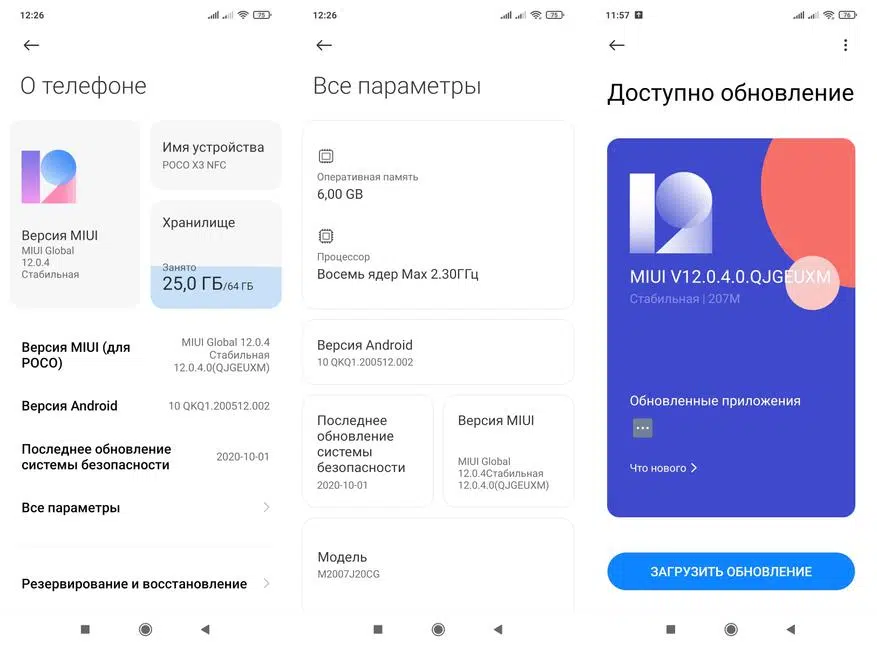 12:26
75
О телефоне
Версия MIUI
MIUI Global
12.0.4
Стабильная
Имя устройства
POCO X3 NFC
Хранилище
Занято
25,0 ГБ/64 ГБ
Версия MIUI (для
POCO)
MIUI Global 12.0.4
Стабильная
12.0.4.0(QJGEUXM)
Версия Android
10 QKQ1.200512.002
Последнее обновление
системы безопасности
2020-10-01
Все параметры
Резервирование и восстановление
12:26
75
Все параметры
Оперативная память
6,00 GB
Процессор
Восемь ядер Max 2.30ГГц
Версия Android
10 QKQ1.200512.002
Последнее
обновление
системы
безопасности
2020-10-01
Версия MIUI
MIUI Global
12.0.4Стабильная
12.0.4.0(QJGEUXM)
Модель
M2007J20CG
11:57
76
Доступно обновление
MIUI V12.0.4.0.QJGEUXM
Стабильная | 207M
Обновленные приложения
Что нового
ЗАГРУЗИТЬ ОБНОВЛЕНИЕ